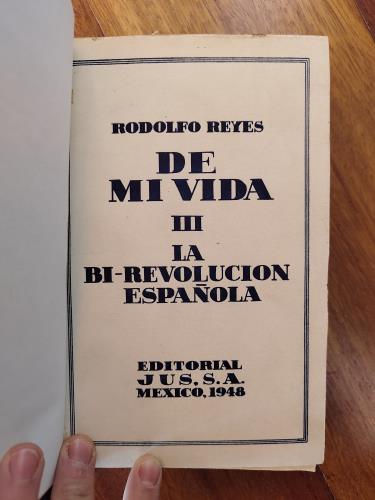 RODOLFO REYES
DE
MI VIDA
III
LA
BI-REVOLUCION
ESPAÑOLA
EDITORIAL
JUS. S. A.
MEXICO, 1948